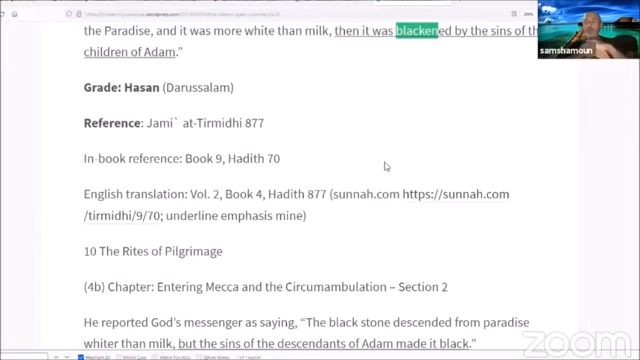 the Paradise, and it was more white than milk, then it was blackened by the sins of the
children of Adam."
Grade: Hasan (Darussalam)
Reference: Jami` at-Tirmidhi 877
In-book reference: Book 9, Hadith 70
English translation: Vol. 2, Book 4, Hadith 877 (sunnah.com https://sunnah.com
/tirmidhi/9/70; underline emphasis mine)
10 The Rites of Pilgrimage
(4b) Chapter: Entering Mecca and the Circumambulation – Section 2
He reported God's messenger as saying, "The black stone descended from paradise
whiter than milk, but the sins of the descendants of Adam made it black."
samshamoun
zoom